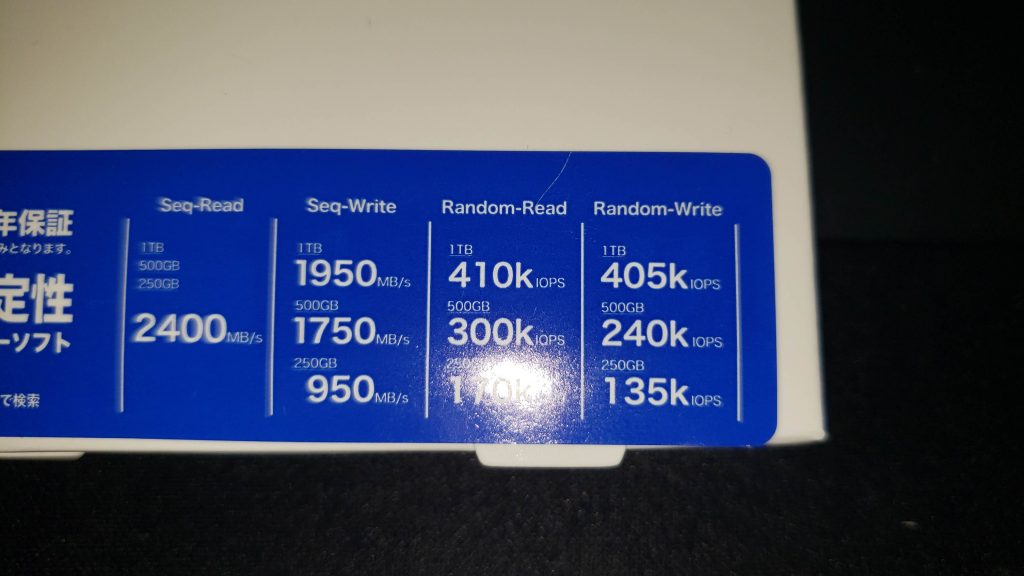 年保証
みとなります。
定性
ーソフト
で検索
Seq-Read
1TB
500GB
250GB
2400MB/s
Seq-Write
1TB
1950MB/s
500GB
1750MB/s
250GB
950MB/s
Random-Read
1TB
410kIOPS
500GB
300kIOPS
170k
Random-Write
1TB
405kIOPS
500GB
240kIOPS
250GB
135kIOPS